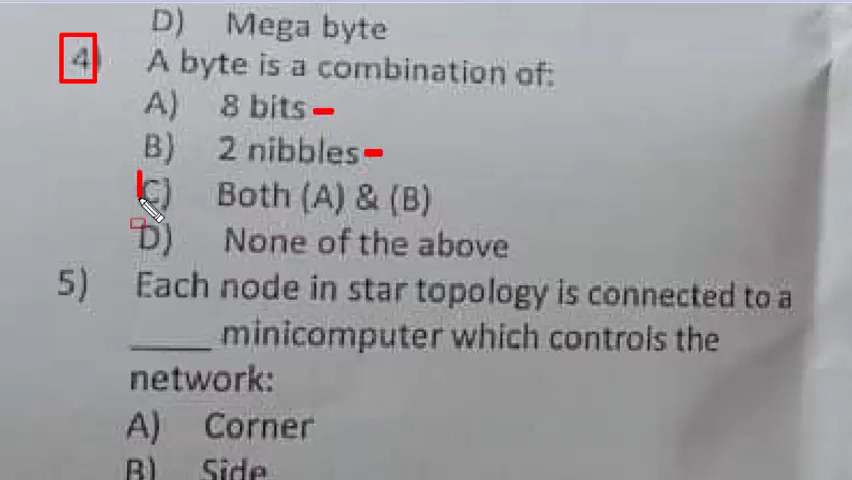 D) Mega byte
4) A byte is a combination of:
A) 8 bits
B) 2 nibbles
C) Both (A) & (B)
D) None of the above
5) Each node in star topology is connected to a
_____ minicomputer which controls the
network:
A) Corner
B) Side